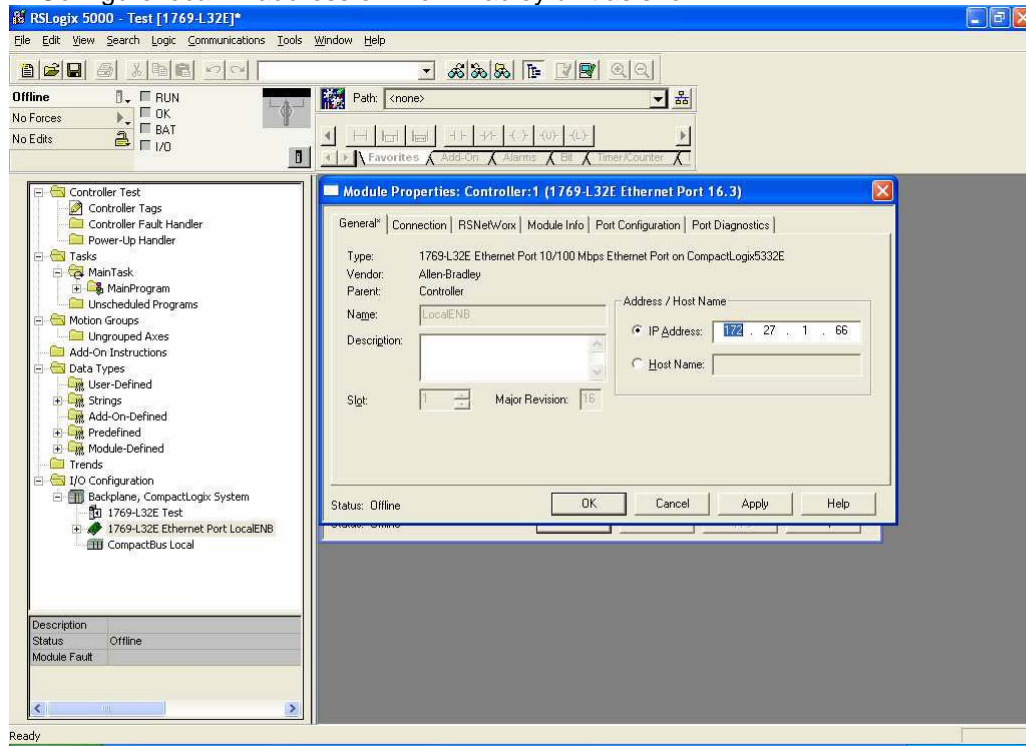 RSLogix 5000 - Test [1769-L32E]*
File Edit View Search Logic Communications Tools Window Help
Offline
RUN
Path: <none>
No Forces
OK
BAT
No Edits
I/O
Favorites Add-On Alarms Bit Timer/Counter
Controller Test
Controller Tags
Controller Fault Handler
Power-Up Handler
Tasks
MainTask
MainProgram
Unscheduled Programs
Motion Groups
Ungrouped Axes
Add-On Instructions
Data Types
User-Defined
Strings
Add-On-Defined
Predefined
Module-Defined
Trends
I/O Configuration
Backplane, CompactLogix System
1769-L32E Test
1769-L32E Ethernet Port LocalENB
CompactBus Local
Description
Status Offline
Module Fault
Module Properties: Controller:1 (1769-L32E Ethernet Port 16.3)
General* Connection RSNetWorx Module Info Port Configuration Port Diagnostics
Type: 1769-L32E Ethernet Port 10/100 Mbps Ethernet Port on CompactLogix5332E
Vendor: Allen-Bradley
Parent: Controller
Name: LocalENB
Description:
Address / Host Name
IP Address: 172 . 27 . 1 . 66
Host Name:
Slot: 1 Major Revision: 16
Status: Offline OK Cancel Apply Help
Ready